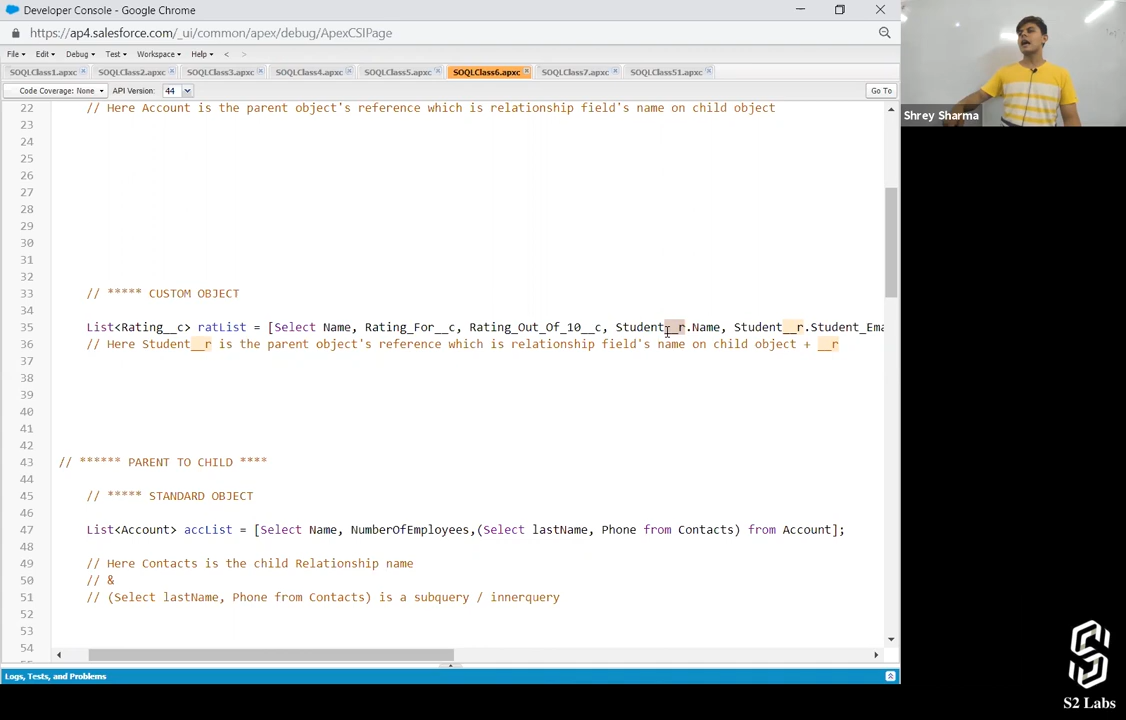 Developer Console - Google Chrome
https://ap4.salesforce.com/_ui/common/apex/debug/ApexCSIPage
File Edit Debug Test Workspace Help < >
SOQLClass1.apxc SOQLClass2.apxc SOQLClass3.apxc SOQLClass4.apxc SOQLClass5.apxc SOQLClass6.apxc SOQLClass7.apxc SOQLClass51.apxc
Code Coverage: None API Version: 44 Go To
22 // Here Account is the parent object's reference which is relationship field's name on child object
23
24
25
26
27
28
29
30
31
32
33 // ***** CUSTOM OBJECT
34
35 List<Rating__c> ratList = [Select Name, Rating_For__c, Rating_Out_Of_10__c, Student__r.Name, Student__r.Student_Ema
36 // Here Student__r is the parent object's reference which is relationship field's name on child object + __r
37
38
39
40
41
42
43 // ****** PARENT TO CHILD ****
44
45 // ***** STANDARD OBJECT
46
47 List<Account> accList = [Select Name, NumberOfEmployees,(Select lastName, Phone from Contacts) from Account];
48
49 // Here Contacts is the child Relationship name
50 // &
51 // (Select lastName, Phone from Contacts) is a subquery / innerquery
52
53
54
Logs, Tests, and Problems
Shrey Sharma
S2 Labs